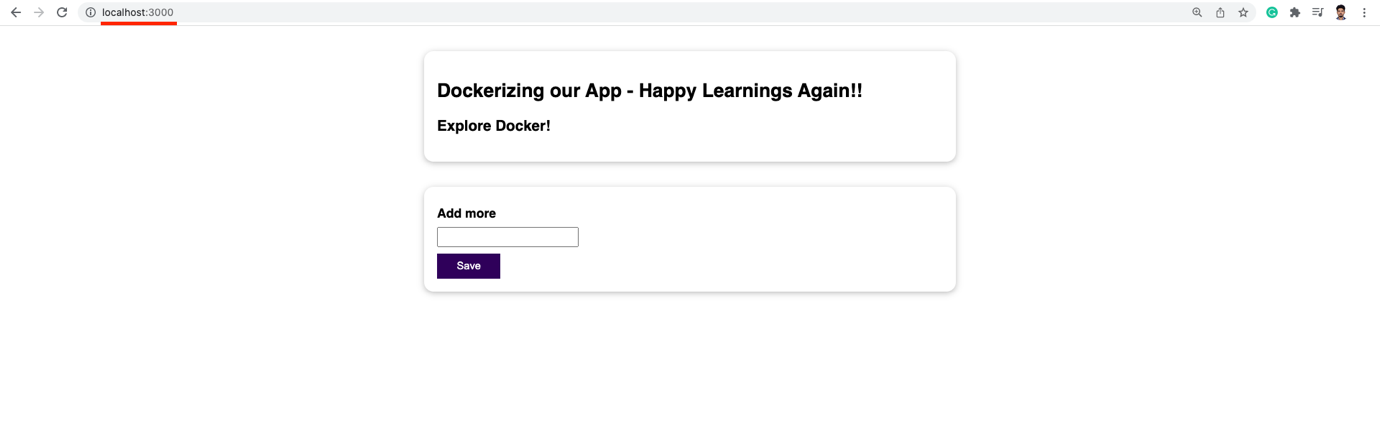 localhost:3000
Dockerizing our App - Happy Learnings Again!!
Explore Docker!
Add more
Save